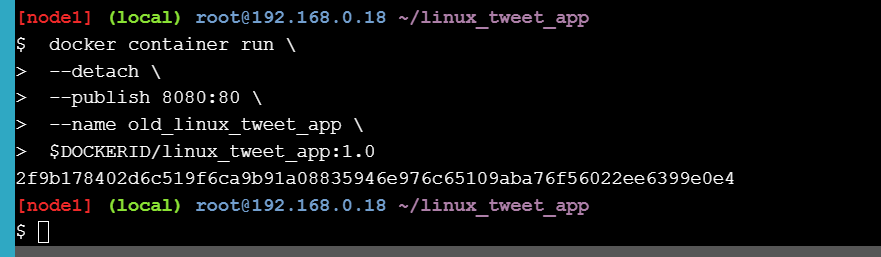 [node1] (local) root@192.168.0.18 ~/linux_tweet_app
$  docker container run \
>  --detach \
>  --publish 8080:80 \
>  --name old_linux_tweet_app \
>  $DOCKERID/linux_tweet_app:1.0
2f9b178402d6c519f6ca9b91a08835946e976c65109aba76f56022ee6399e0e4
[node1] (local) root@192.168.0.18 ~/linux_tweet_app
$